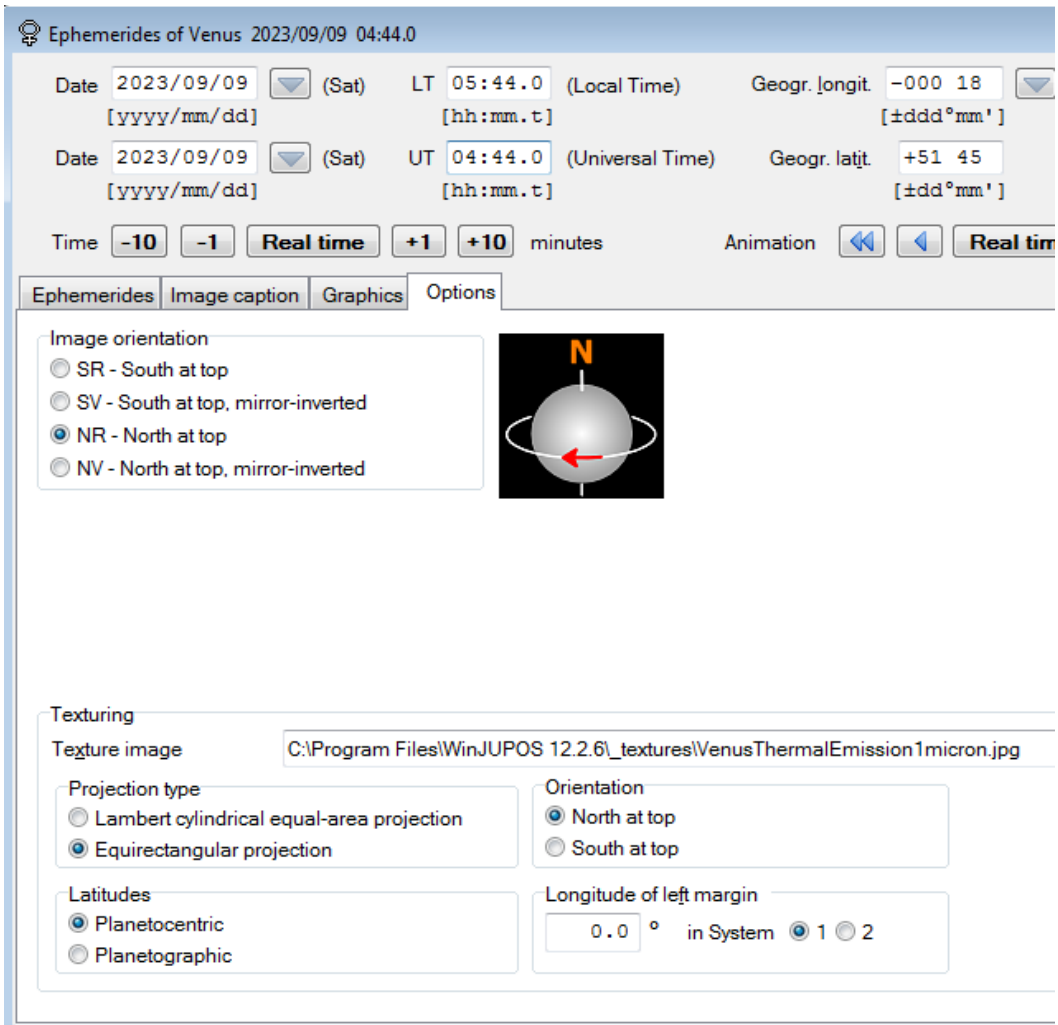 Ephemerides of Venus 2023/09/09 04:44.0
Date 2023/09/09 (Sat) LT 05:44.0 (Local Time) Geogr. longit. -000 18
[yyyy/mm/dd] [hh:mm.t] [±ddd°mm']
Date 2023/09/09 (Sat) UT 04:44.0 (Universal Time) Geogr. latit. +51 45
[yyyy/mm/dd] [hh:mm.t] [±dd°mm']
Time -10 -1 Real time +1 +10 minutes Animation Real tim
Ephemerides Image caption Graphics Options
Image orientation
SR - South at top
SV - South at top, mirror-inverted
NR - North at top
NV - North at top, mirror-inverted
N
Texturing
Texture image C:\Program Files\WinJUPOS 12.2.6\_textures\VenusThermalEmission1micron.jpg
Projection type
Lambert cylindrical equal-area projection
Equirectangular projection
Orientation
North at top
South at top
Latitudes
Planetocentric
Planetographic
Longitude of left margin
0.0 ° in System 1 2